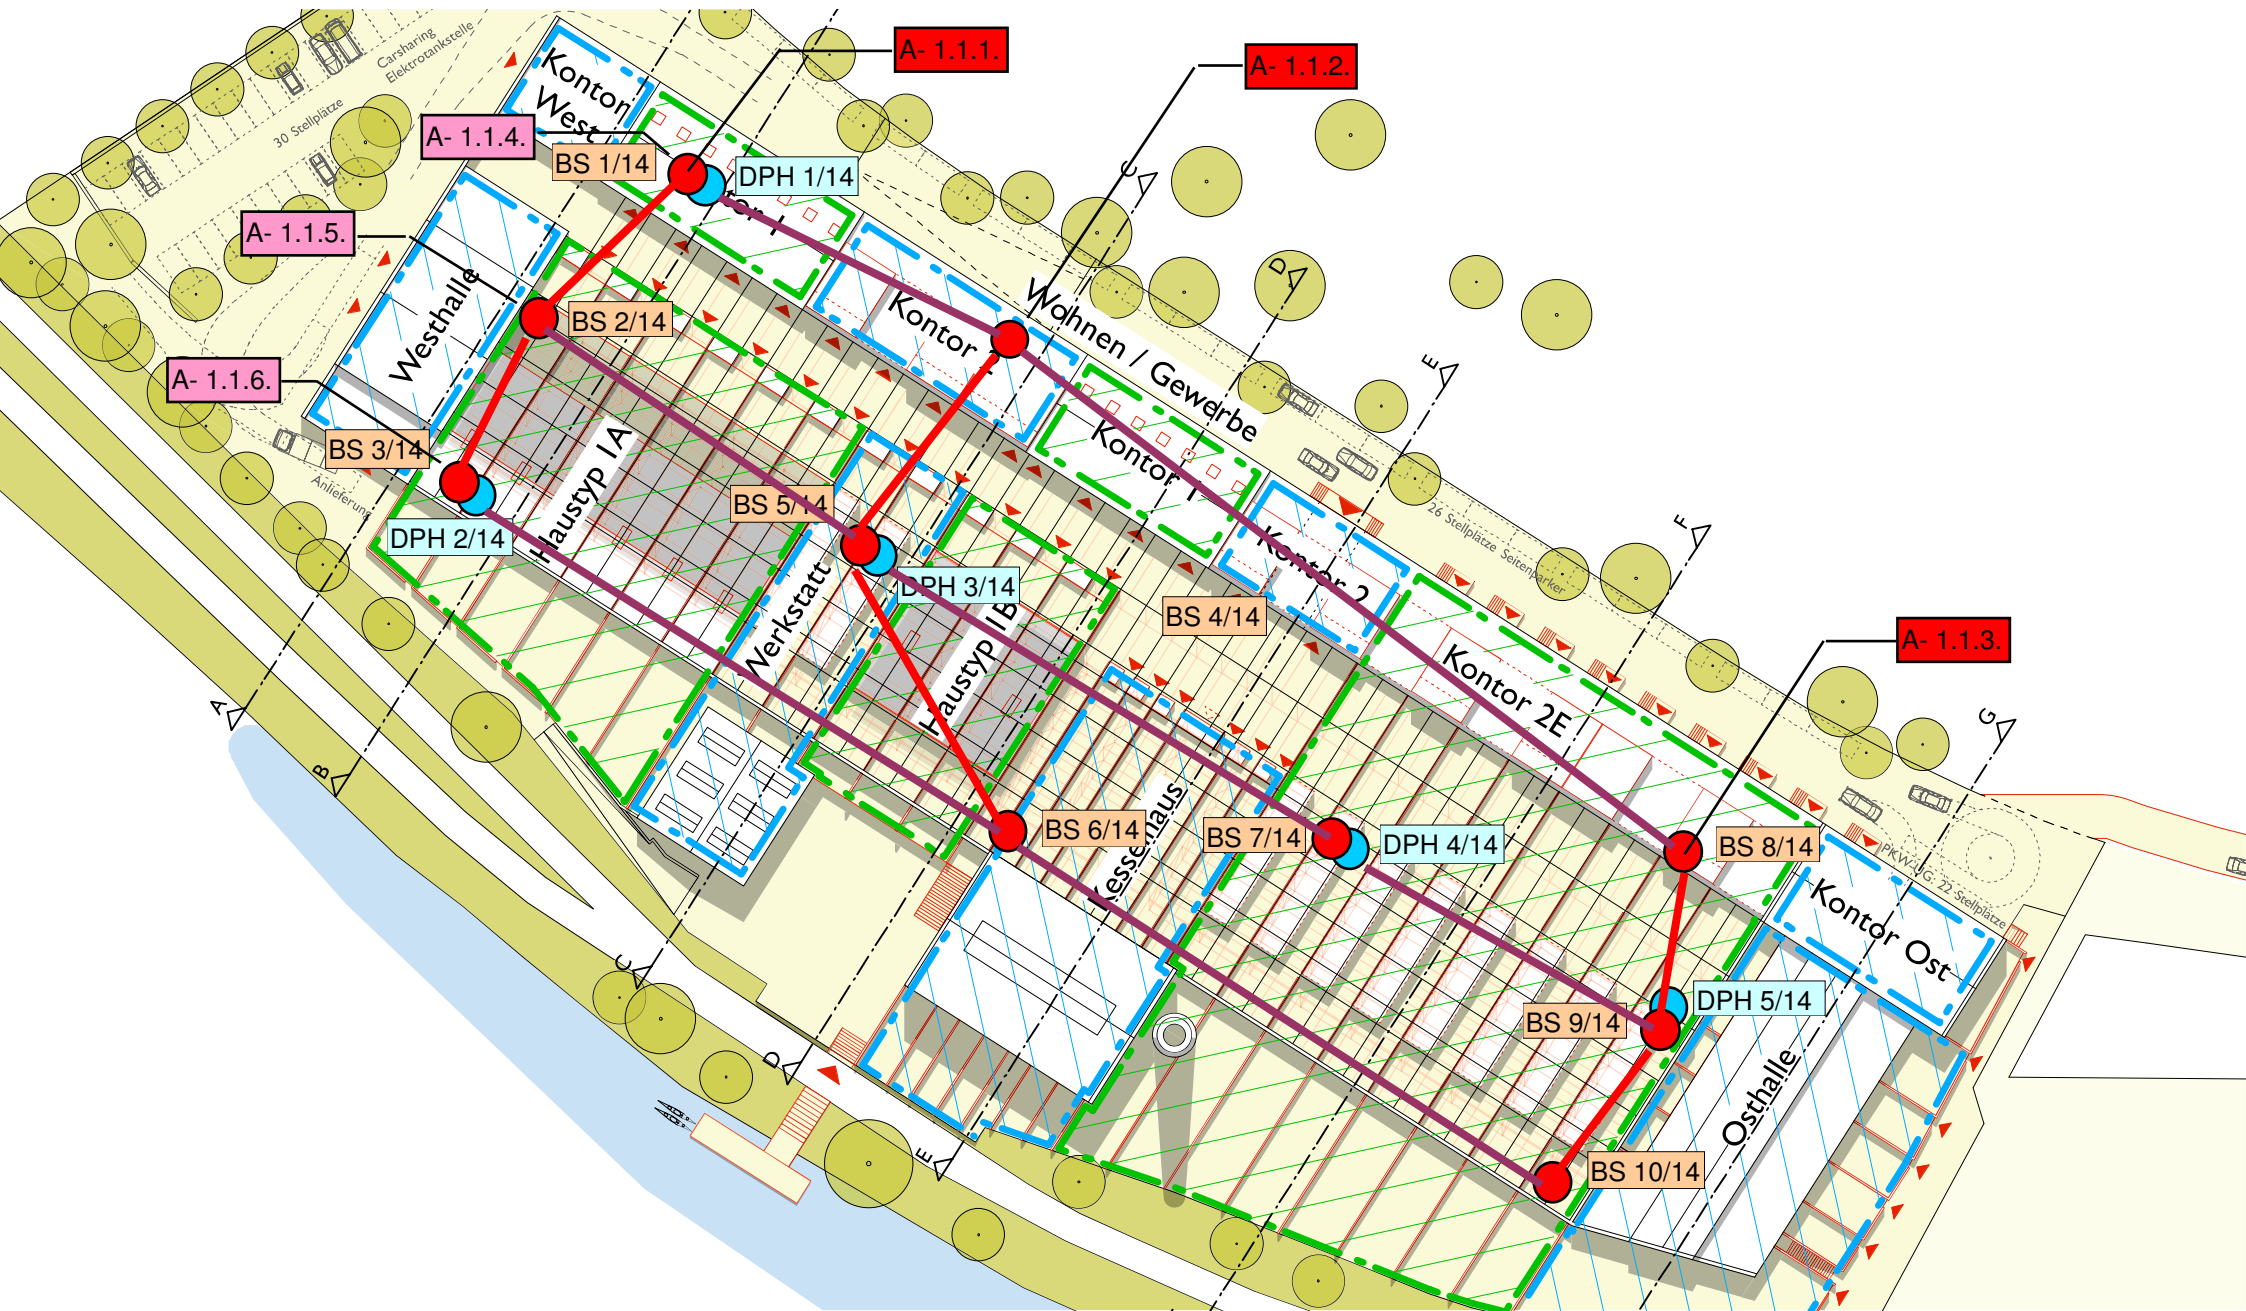 Carsharing
Elektrotankstelle
30 Stellplätze
A- 1.1.1.
A- 1.1.2.
Kontor
West
A- 1.1.4.
BS 1/14
DPH 1/14
C
A- 1.1.5.
D
Westhalle
BS 2/14
Kontor
Wohnen / Gewerbe
A- 1.1.6.
E
BS 3/14
Kontor 1
Anlieferung
Haustyp IA
BS 5/14
26 Stellplätze Seitenparker
DPH 2/14
Kontor 2
F
DPH 3/14
BS 4/14
Werkstatt
Haustyp IB
A- 1.1.3.
Kontor 2E
A
G
B
Kesselhaus
BS 6/14
BS 7/14
DPH 4/14
BS 8/14
PKW-UG: 22 Stellplätze
Kontor Ost
C
BS 9/14
DPH 5/14
D
Osthalle
E
BS 10/14